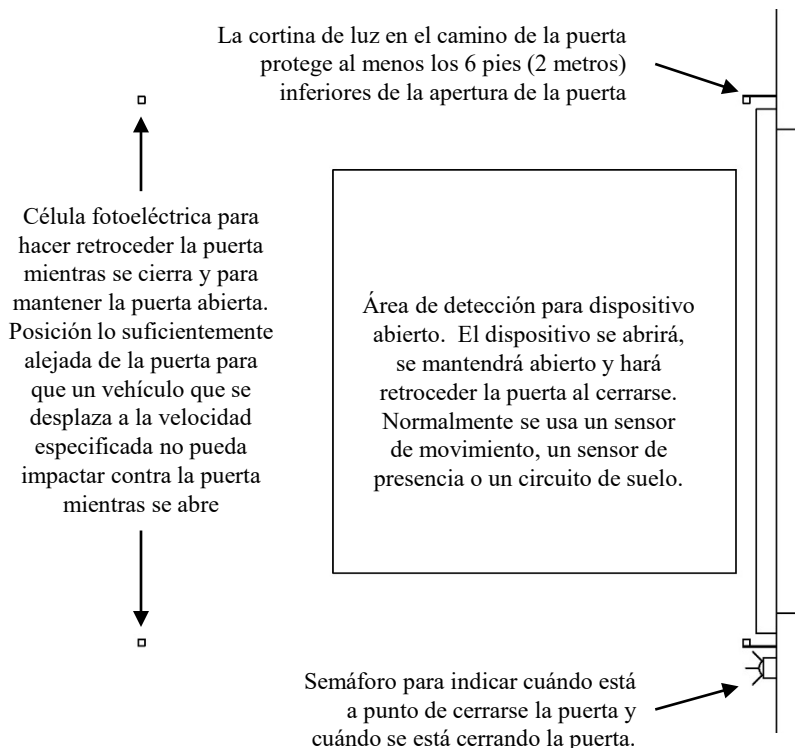 La cortina de luz en el camino de la puerta
protege al menos los 6 pies (2 metros)
inferiores de la apertura de la puerta
Célula fotoeléctrica para
hacer retroceder la puerta
mientras se cierra y para
mantener la puerta abierta.
Posición lo suficientemente
alejada de la puerta para
que un vehículo que se
desplaza a la velocidad
especificada no pueda
impactar contra la puerta
mientras se abre
Área de detección para dispositivo
abierto.  El dispositivo se abrirá,
se mantendrá abierto y hará
retroceder la puerta al cerrarse.
Normalmente se usa un sensor
de movimiento, un sensor de
presencia o un circuito de suelo.
Semáforo para indicar cuándo está
a punto de cerrarse la puerta y
cuándo se está cerrando la puerta.